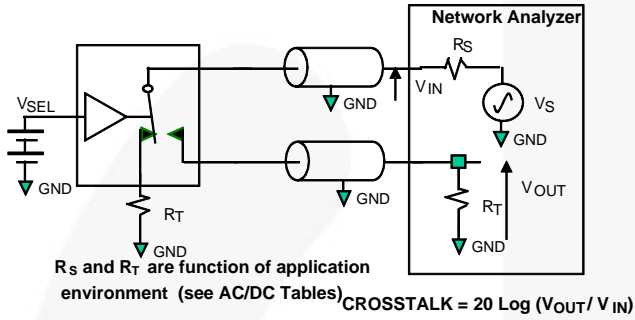 Network Analyzer
RS
VIN
GND
VS
GND
VSEL
GND
GND
VOUT
RT
RT
GND
GND
RS and RT are function of application
environment (see AC/DC Tables)
CROSSTALK = 20 Log (VOUT/ VIN)